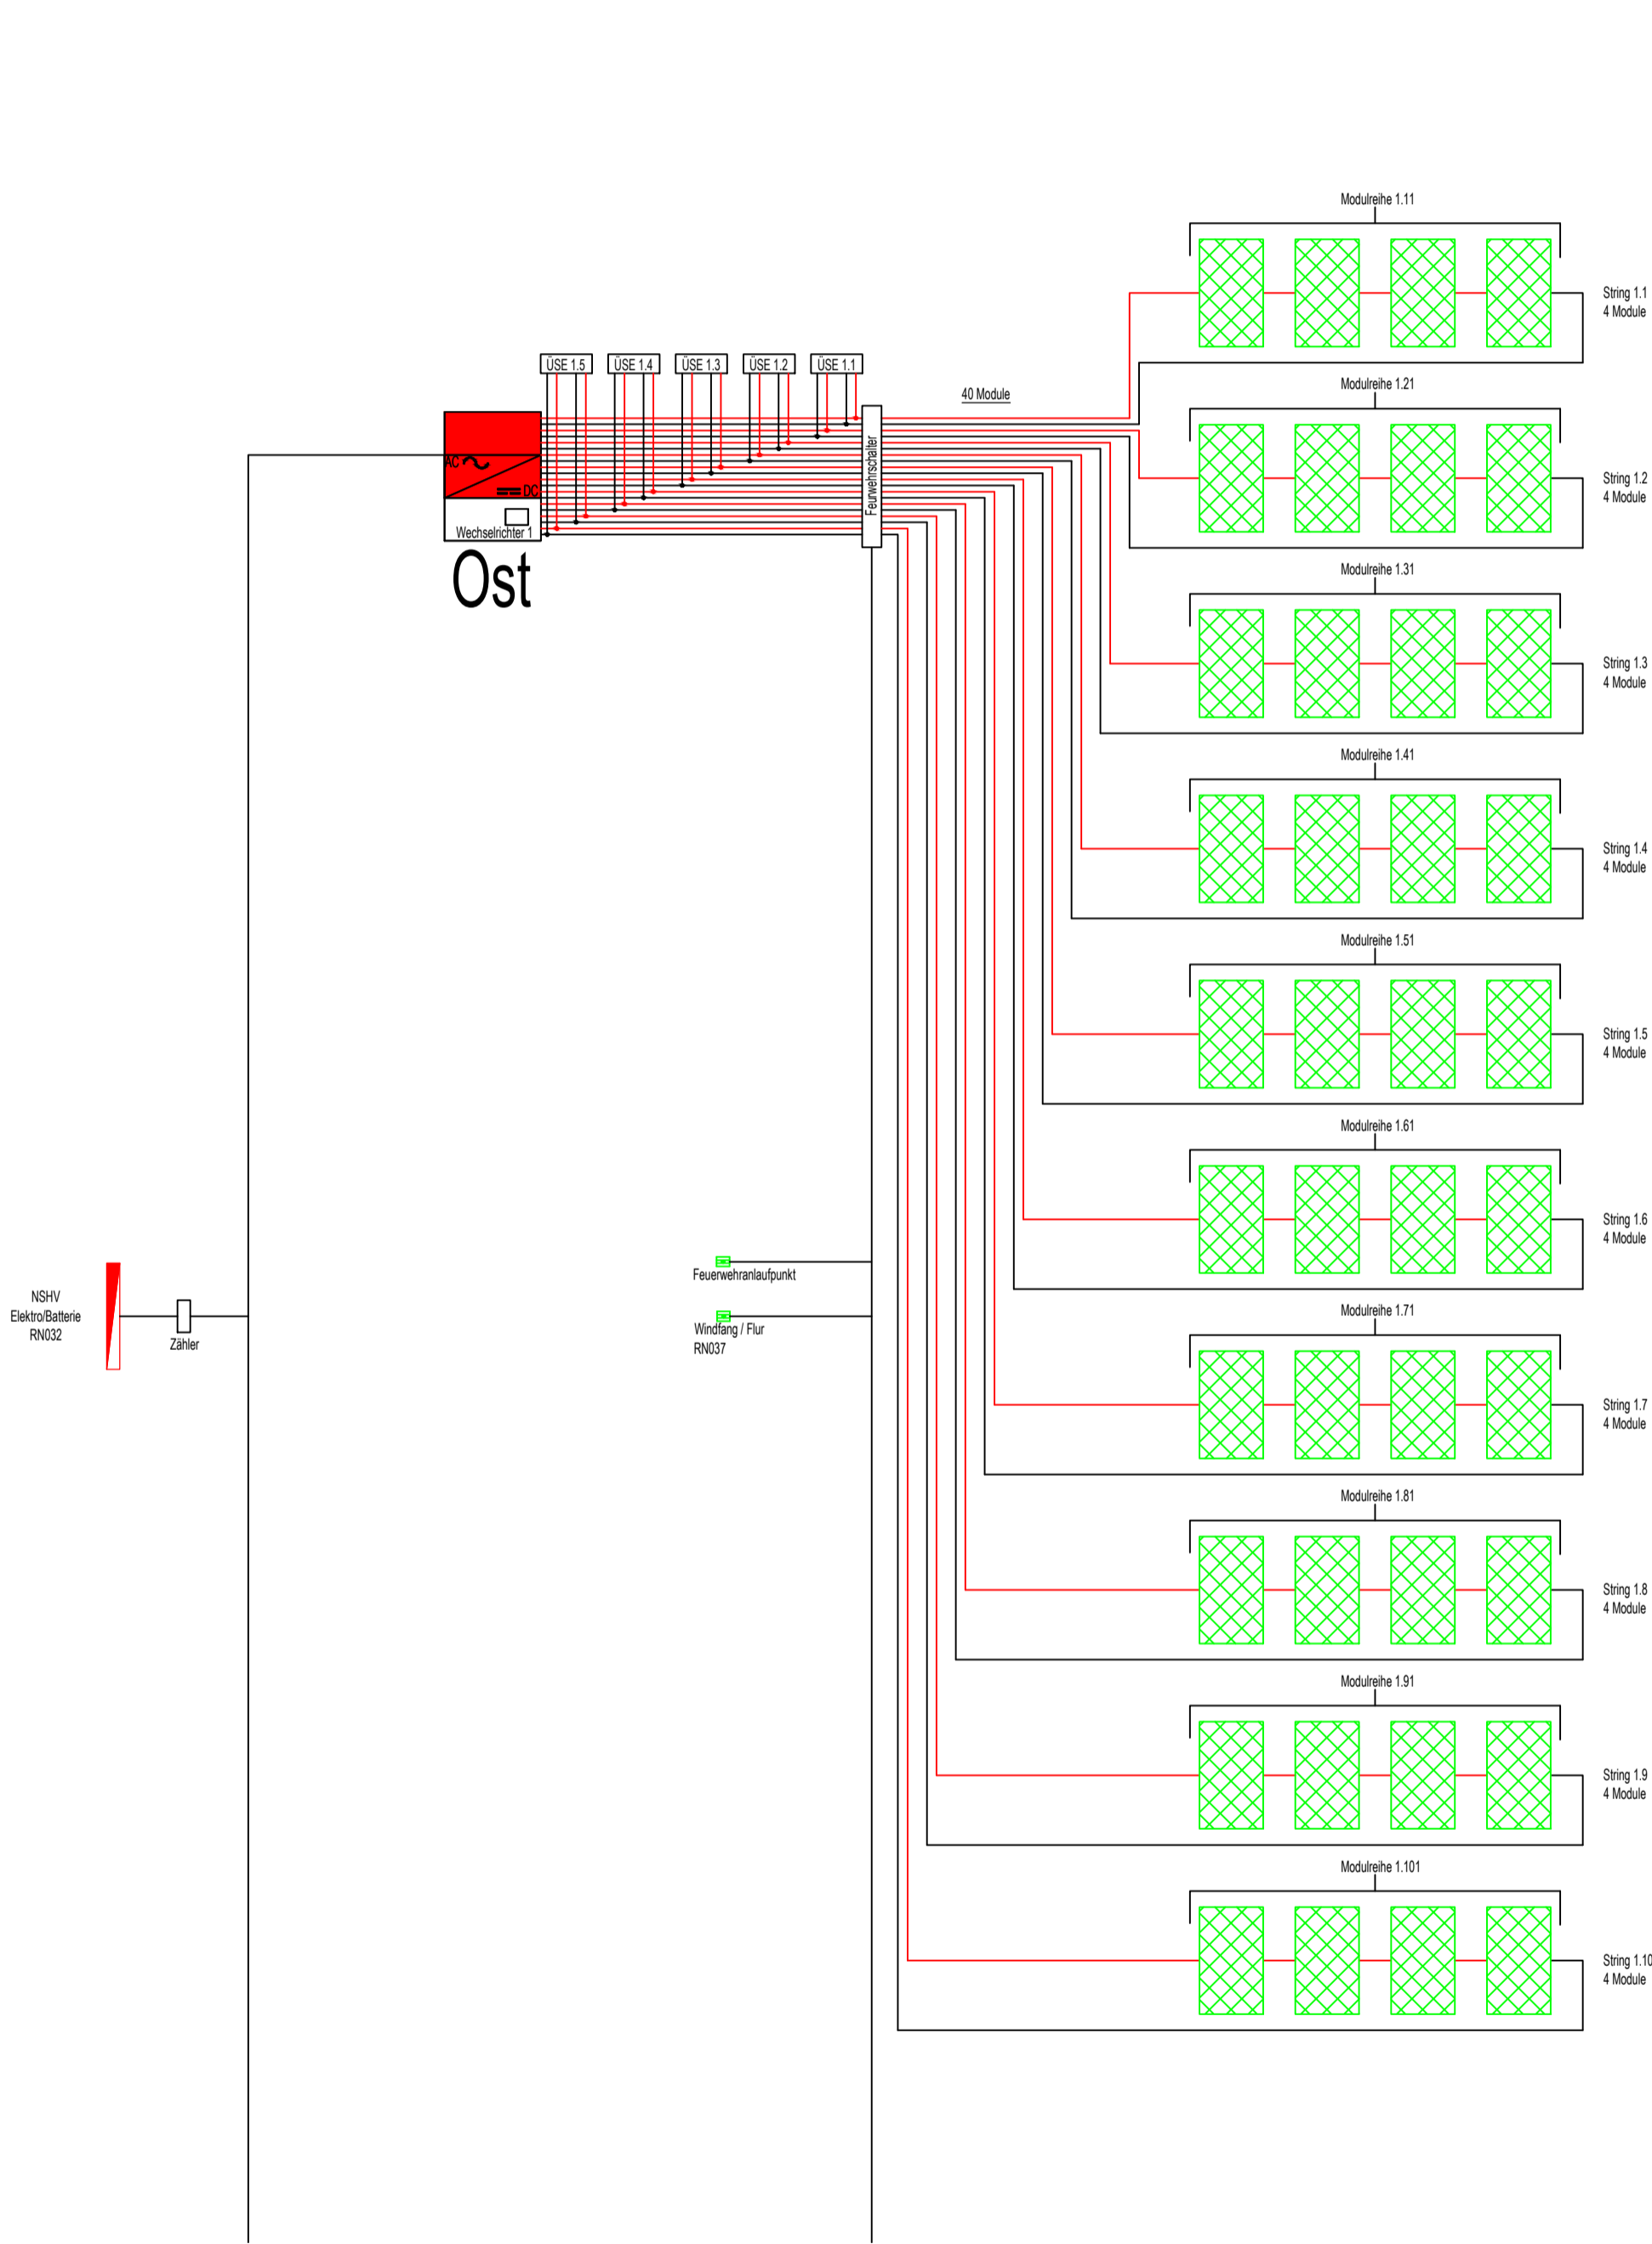 Modulreihe 1.11
String 1.1
4 Module
ÜSE 1.5
ÜSE 1.4
ÜSE 1.3
ÜSE 1.2
ÜSE 1.1
40 Module
Modulreihe 1.21
AC
DC
Wechselrichter 1
Feurwehrschalter
String 1.2
4 Module
Ost
Modulreihe 1.31
String 1.3
4 Module
Modulreihe 1.41
String 1.4
4 Module
Modulreihe 1.51
String 1.5
4 Module
Modulreihe 1.61
String 1.6
4 Module
Feuerwehranlaufpunkt
NSHV
Elektro/Batterie
RN032
Zähler
Windfang / Flur
RN037
Modulreihe 1.71
String 1.7
4 Module
Modulreihe 1.81
String 1.8
4 Module
Modulreihe 1.91
String 1.9
4 Module
Modulreihe 1.101
String 1.10
4 Module